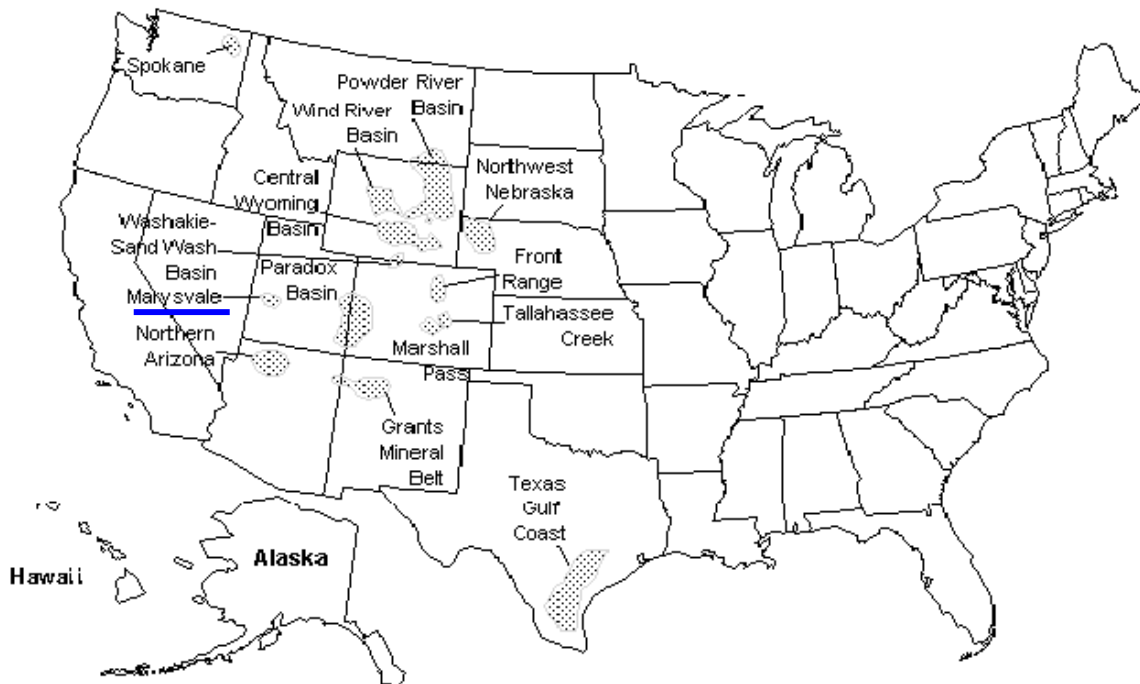 Spokane
Powder River
Basin
Wind River
Basin
Northwest
Nebraska
Central
Wyoming
Basin
Washakie-
Sand Wash
Basin
Paradox
Basin
Front
Range
Marysvale
Tallahassee
Creek
Northern
Arizona
Marshall
Pass
Grants
Mineral
Belt
Texas
Gulf
Coast
Alaska
Hawaii